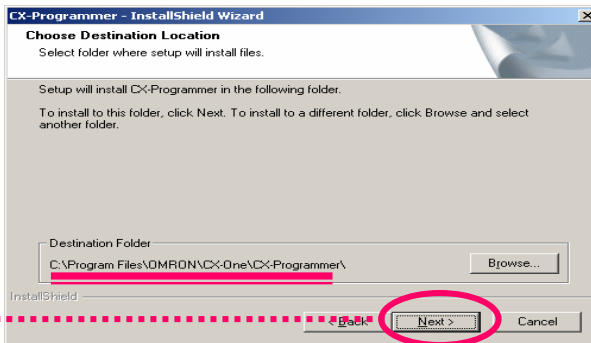 CX-Programmer - InstallShield Wizard
Choose Destination Location
Select folder where setup will install files.
Setup will install CX-Programmer in the following folder.
To install to this folder, click Next. To install to a different folder, click Browse and select
another folder.
Destination Folder
C:\Program Files\OMRON\CX-One\CX-Programmer\
Browse...
InstallShield
< Back
Next >
Cancel